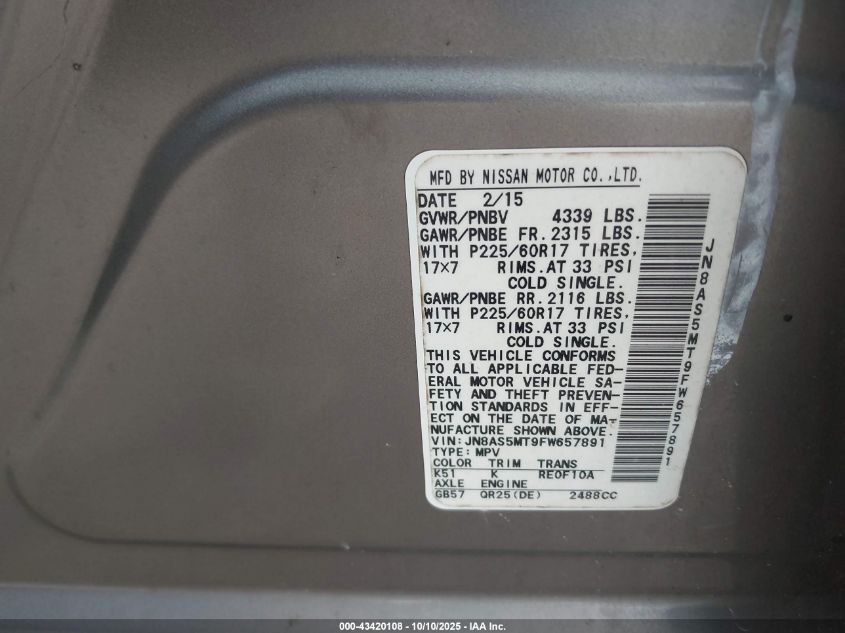 MFD BY NISSAN MOTOR CO.,LTD.
DATE 2/15
GVWR/PNBV 4339 LBS.
GAWR/PNBE FR. 2315 LBS.
WITH P225/60R17 TIRES,
17×7 RIMS.AT 33 PSI
COLD SINGLE.
GAWR/PNBE RR. 2116 LBS.
WITH P225/60R17 TIRES,
17×7 RIMS.AT 33 PSI
COLD SINGLE.
THIS VEHICLE CONFORMS
TO ALL APPLICABLE FED-
ERAL MOTOR VEHICLE SA-
FETY AND THEFT PREVEN-
TION STANDARDS IN EFF-
ECT ON THE DATE OF MA-
NUFACTURE SHOWN ABOVE.
VIN:JN8AS5MT9FW657891
TYPE:MPV
COLOR TRIM TRANS
K51 K RE0F10A
AXLE ENGINE
GB57 QR25(DE) 2488CC
JN8AS5MT9FW657891
000-43420108 - 10/10/2025 - IAA Inc.